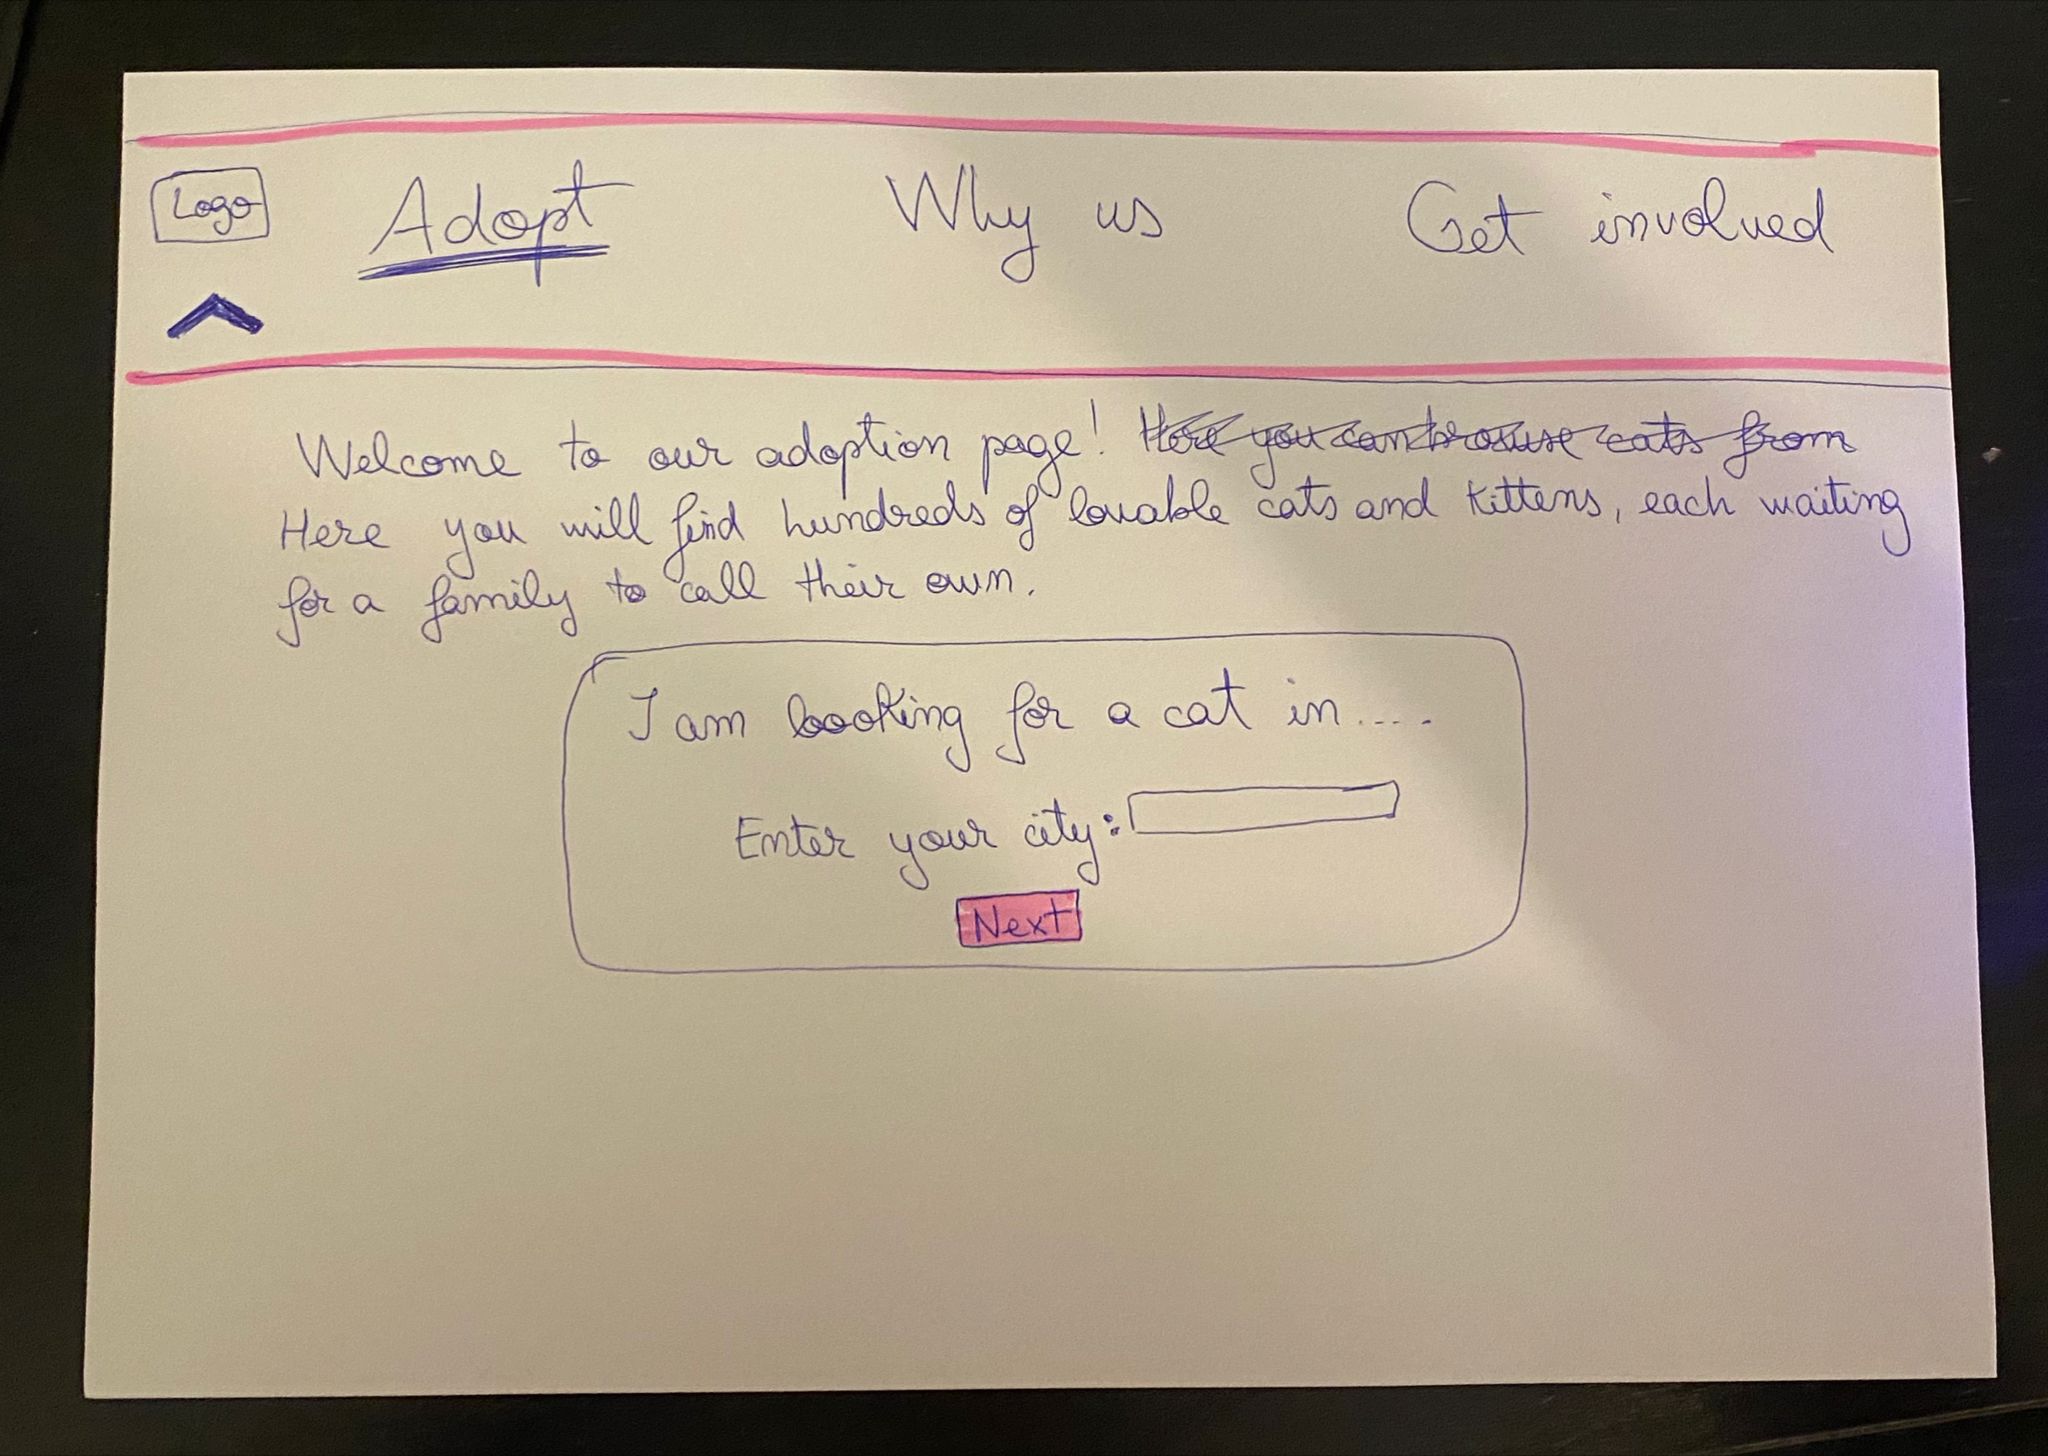 Logo Adopt Why us Get involved
Welcome to our adoption page! Here you can browse cats from
Here you will find hundreds of lovable cats and kittens, each waiting
for a family to call their own.
I am looking for a cat in.....
Enter your city:
Next